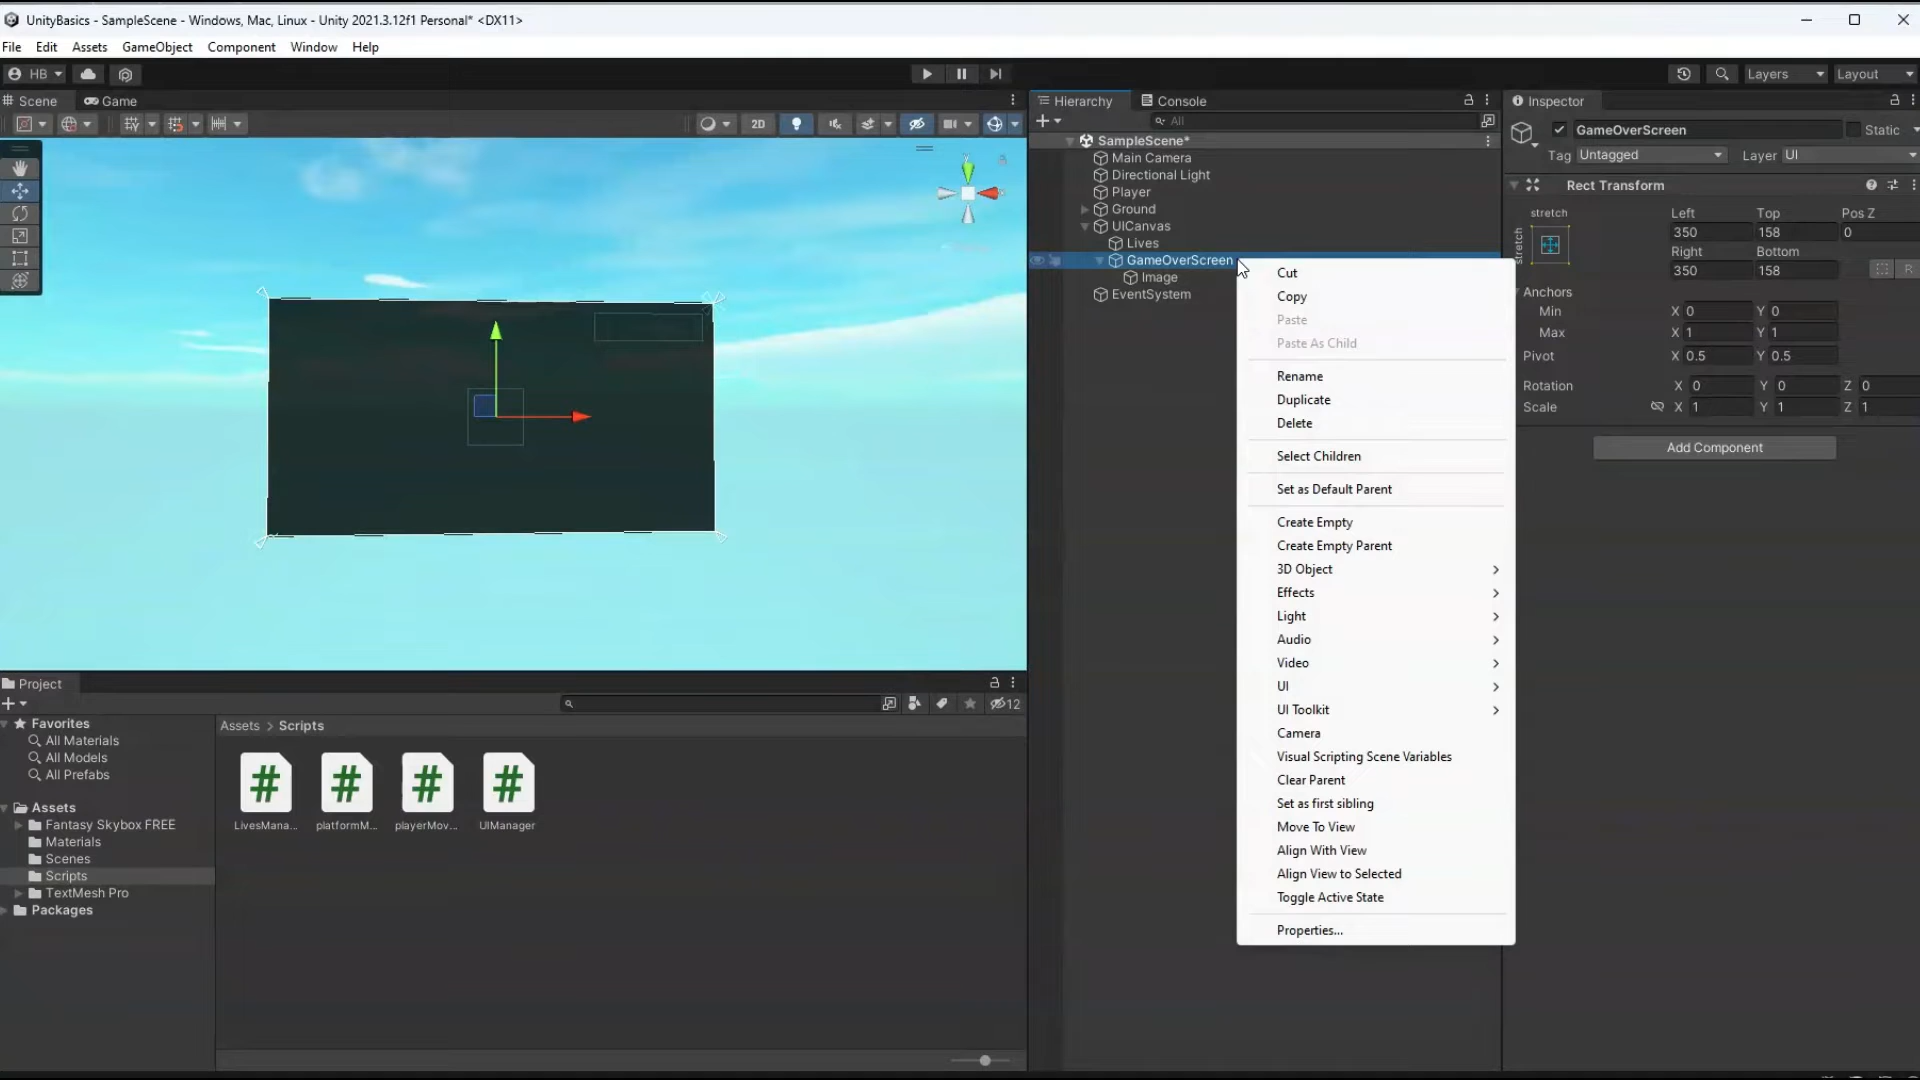 UnityBasics - SampleScene - Windows, Mac, Linux - Unity 2021.3.12f1 Personal* <DX11>
File Edit Assets GameObject Component Window Help
HB Layers Layout
Scene Game
2D
Hierarchy Console
All
SampleScene*
Main Camera
Directional Light
Player
Ground
UICanvas
Lives
GameOverScreen
Image
EventSystem
Cut
Copy
Paste
Paste As Child
Rename
Duplicate
Delete
Select Children
Set as Default Parent
Create Empty
Create Empty Parent
3D Object
Effects
Light
Audio
Video
UI
UI Toolkit
Camera
Visual Scripting Scene Variables
Clear Parent
Set as first sibling
Move To View
Align With View
Align View to Selected
Toggle Active State
Properties...
Inspector
GameOverScreen Static
Tag Untagged Layer UI
Rect Transform
stretch Left Top Pos Z
stretch 350 158 0
Right Bottom
350 158 R
Anchors
Min X 0 Y 0
Max X 1 Y 1
Pivot X 0.5 Y 0.5
Rotation X 0 Y 0 Z 0
Scale X 1 Y 1 Z 1
Add Component
Project
12
Favorites
All Materials
All Models
All Prefabs
Assets
Fantasy Skybox FREE
Materials
Scenes
Scripts
TextMesh Pro
Packages
Assets > Scripts
# # # #
LivesMana... platformM... playerMov... UIManager